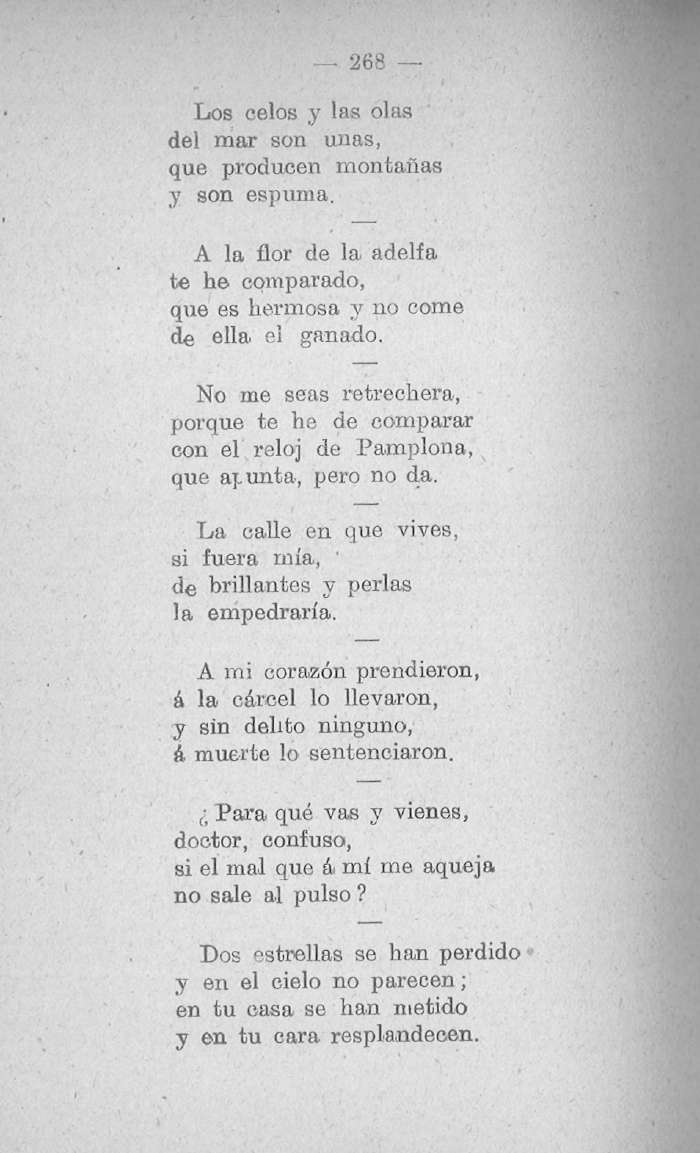 — 268 —
Los celos y las olas
del mar son unas,
que producen montañas
y son espuma.
—
A la flor de la adelfa
te he comparado,
que es hermosa y no come
de ella el ganado.
—
No me seas retrechera,
porque te he de comparar
con el reloj de Pamplona,
que apunta, pero no da.
—
La calle en que vives,
si fuera mía,
de brillantes y perlas
la empedraría.
—
A mi corazón prendieron,
á la cárcel lo llevaron,
y sin delito ninguno,
á muerte lo sentenciaron.
—
¿Para qué vas y vienes,
doctor, confuso,
si el mal que á mí me aqueja
no sale al pulso?
—
Dos estrellas se han perdido
y en el cielo no parecen;
en tu casa se han metido
y en tu cara resplandecen.